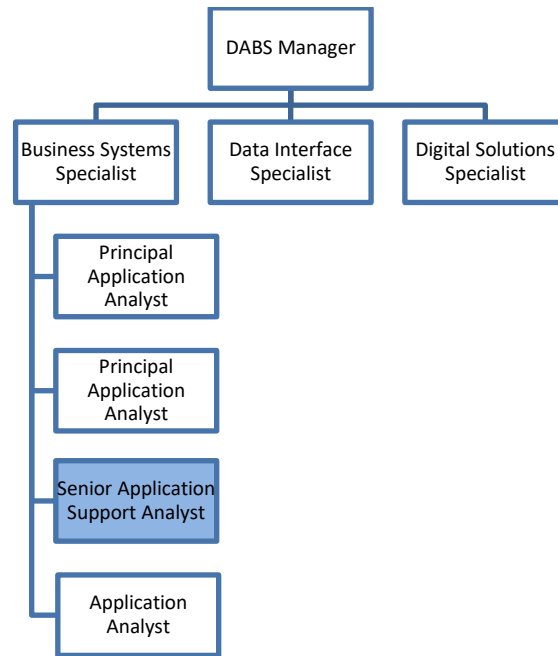 DABS Manager
Business Systems
Specialist
Data Interface
Specialist
Digital Solutions
Specialist
Principal
Application
Analyst
Principal
Application
Analyst
Senior Application
Support Analyst
Application
Analyst